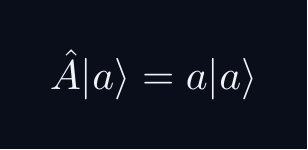 Â|a⟩ = a|a⟩